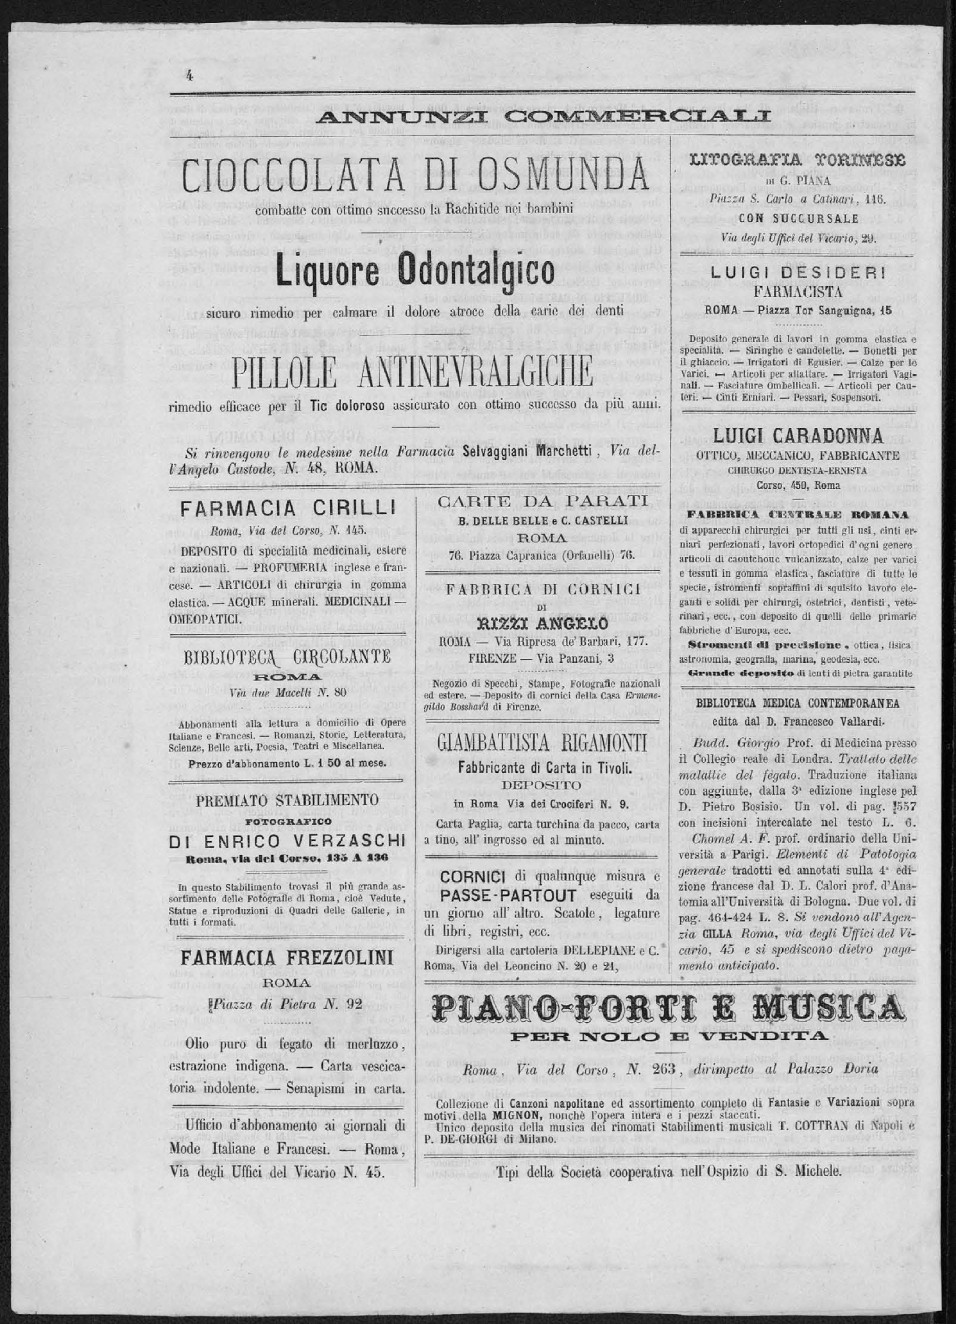 4
ANNUNZI COMMERCIALI
CIOCCOLATA DI OSMUNDA
combatte con ottimo successo la Rachitide nei bambini
Liquore Odontalgico
sicuro rimedio per calmare il dolore atroce della carie dei denti
PILLOLE ANTINEVRALGICHE
rimedio efficace per il Tic doloroso assicurato con ottimo successo da più anni.
Si rinvengono le medesime nella Farmacia Selvaggiani Marchetti, Via del-
l'Angelo Custode, N. 48, ROMA.
FARMACIA CIRILLI
Roma, Via del Corso, N. 145.
DEPOSITO di specialità medicinali, estere
e nazionali. — PROFUMERIA inglese e fran-
cese. — ARTICOLI di chirurgia in gomma
elastica. — ACQUE minerali. MEDICINALI —
OMEOPATICI.
BIBLIOTECA CIRCOLANTE
ROMA
Via due Macelli N. 80
Abbonamenti alla lettura a domicilio di Opere
Italiane e Francesi. — Romanzi, Storie, Letteratura,
Scienze, Belle arti, Poesia, Teatri e Miscellanea.
Prezzo d'abbonamento L. 1 50 al mese.
PREMIATO STABILIMENTO
FOTOGRAFICO
DI ENRICO VERZASCHI
Roma, via del Corso, 135 A 136
In questo Stabilimento trovasi il più grande as-
sortimento delle Fotografie di Roma, cioè Vedute,
Statue e riproduzioni di Quadri delle Gallerie, in
tutti i formati.
FARMACIA FREZZOLINI
ROMA
Piazza di Pietra N. 92
Olio puro di fegato di merluzzo,
estrazione indigena. — Carta vescica-
toria indolente. — Senapismi in carta.
Ufficio d'abbonamento ai giornali di
Mode Italiane e Francesi. — Roma,
Via degli Uffici del Vicario N. 45.
CARTE DA PARATI
B. DELLE BELLE e C. CASTELLI
ROMA
76. Piazza Capranica (Orfanelli) 76.
FABBRICA DI CORNICI
DI
RIZZI ANGELO
ROMA — Via Ripresa de' Barbari, 177.
FIRENZE — Via Panzani, 3
Negozio di Specchi, Stampe, Fotografie nazionali
ed estere. — Deposito di cornici della Casa Ermene-
gildo Bosshard di Firenze.
GIAMBATTISTA RIGAMONTI
Fabbricante di Carta in Tivoli.
DEPOSITO
in Roma Via dei Crociferi N. 9.
Carta Paglia, carta turchina da pacco, carta
a tino, all' ingrosso ed al minuto.
CORNICI di qualunque misura e
PASSE-PARTOUT eseguiti da
un giorno all' altro. Scatole, legature
di libri, registri, ecc.
Dirigersi alla cartoleria DELLEPIANE e C.
Roma, Via del Leoncino N. 20 e 21,
LITOGRAFIA TORINESE
DI G. PIANA
Piazza S. Carlo a Catinari, 116.
CON SUCCURSALE
Via degli Uffici del Vicario, 29.
LUIGI DESIDERI
FARMACISTA
ROMA — Piazza Tor Sanguigna, 15
Deposito generale di lavori in gomma elastica e
specialità. — Siringhe e candelette. — Bonetti per
il ghiaccio. — Irrigatori di Egusier. — Calze per le
Varici. — Articoli per allattare. — Irrigatori Vagi-
nali. — Fasciature Ombellicali. — Articoli per Cau-
teri. — Cinti Erniari. — Pessari, Sospensori.
LUIGI CARADONNA
OTTICO, MECCANICO, FABBRICANTE
CHIRURGO DENTISTA-ERNISTA
Corso, 459, Roma
FABBRICA CENTRALE ROMANA
di apparecchi chirurgici per tutti gli usi, cinti er-
niari perfezionati, lavori ortopedici d'ogni genere
articoli di caoutchouc vulcanizzato, calze per varici
e tessuti in gomma elastica, fasciature di tutte le
specie, istromenti sopraffini di squisito lavoro ele-
ganti e solidi per chirurgi, ostetrici, dentisti, vete-
rinari, ecc., con deposito di quelli delle primarie
fabbriche d'Europa, ecc.
Stromenti di precisione, ottica, fisica
astronomia, geografia, marina, geodesia, ecc.
Grande deposito di lenti di pietra garantite
BIBLIOTECA MEDICA CONTEMPORANEA
edita dal D. Francesco Vallardi.
Budd. Giorgio Prof. di Medicina presso
il Collegio reale di Londra. Trattato delle
malattie del fegato. Traduzione italiana
con aggiunte, dalla 3ª edizione inglese pel
D. Pietro Bosisio. Un vol. di pag. 557
con incisioni intercalate nel testo L. 6.
Chomel A. F. prof. ordinario della Uni-
versità a Parigi. Elementi di Patologia
generale tradotti ed annotati sulla 4ª edi-
zione francese dal D. L. Calori prof. d'Ana-
tomia all'Università di Bologna. Due vol. di
pag. 464-424 L. 8. Si vendono all'Agen-
zia CILLA Roma, via degli Uffici del Vi-
cario, 45 e si spediscono dietro paga-
mento anticipato.
PIANO-FORTI E MUSICA
PER NOLO E VENDITA
Roma, Via del Corso, N. 263, dirimpetto al Palazzo Doria
Collezione di Canzoni napolitane ed assortimento completo di Fantasie e Variazioni sopra
motivi della MIGNON, nonchè l'opera intera e i pezzi staccati.
Unico deposito della musica dei rinomati Stabilimenti musicali T. COTTRAN di Napoli e
P. DE-GIORGI di Milano.
Tipi della Società cooperativa nell'Ospizio di S. Michele.